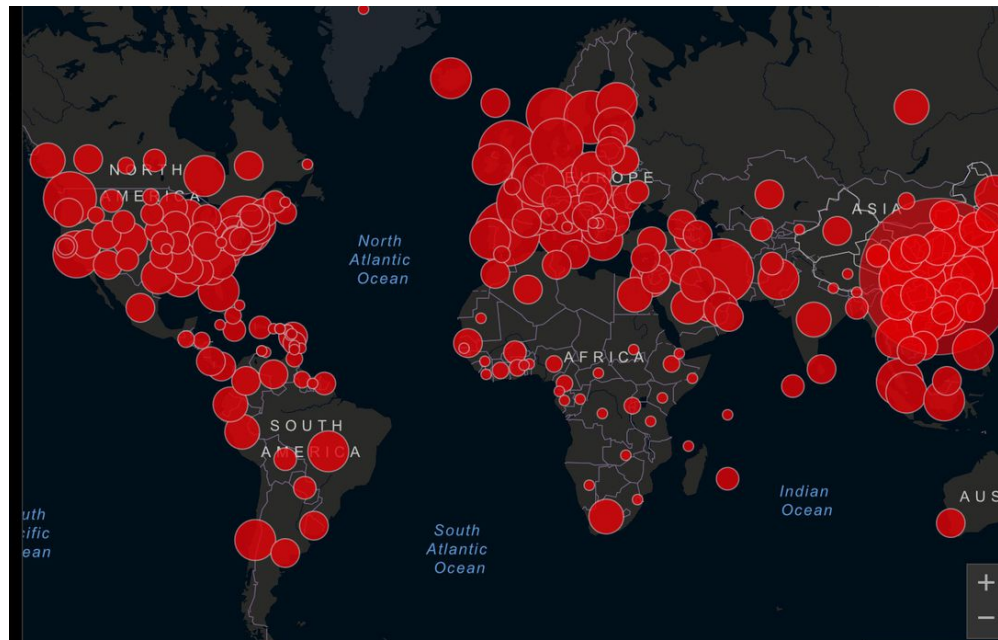 NORTH
AMERICA
EUROPE
ASIA
North
Atlantic
Ocean
AFRICA
SOUTH
AMERICA
Indian
Ocean
AUS
uth
cific
ean
South
Atlantic
Ocean
+
−